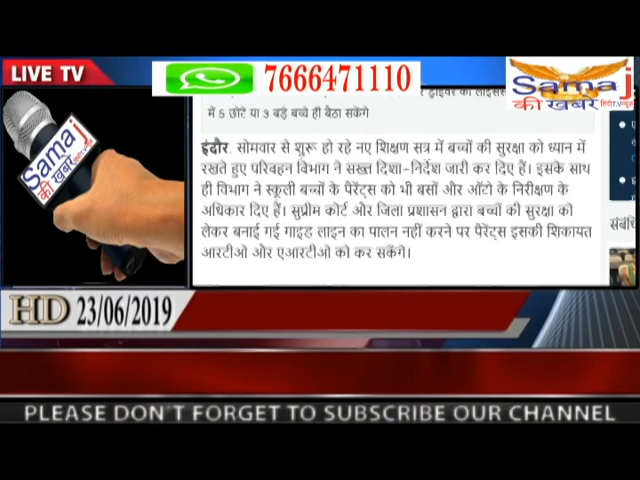 LIVE TV
7666471110
Samaj
की खबरें
में 5 छोटे या 3 बड़े बच्चे ही बैठा सकेंगे
इंदौर. सोमवार से शुरू हो रहे नए शिक्षण सत्र में बच्चों की सुरक्षा को ध्यान में
रखते हुए परिवहन विभाग ने सख्त दिशा-निर्देश जारी कर दिए हैं। इसके साथ
ही विभाग ने स्कूली बच्चों के पैरेंट्स को भी बसों और ऑटो के निरीक्षण के
अधिकार दिए हैं। सुप्रीम कोर्ट और जिला प्रशासन द्वारा बच्चों की सुरक्षा को
लेकर बनाई गई गाइड लाइन का पालन नहीं करने पर पैरेंट्स इसकी शिकायत
आरटीओ और एआरटीओ को कर सकेंगे।
Samaj
की खबरें
HD 23/06/2019
PLEASE DON'T FORGET TO SUBSCRIBE OUR CHANNEL